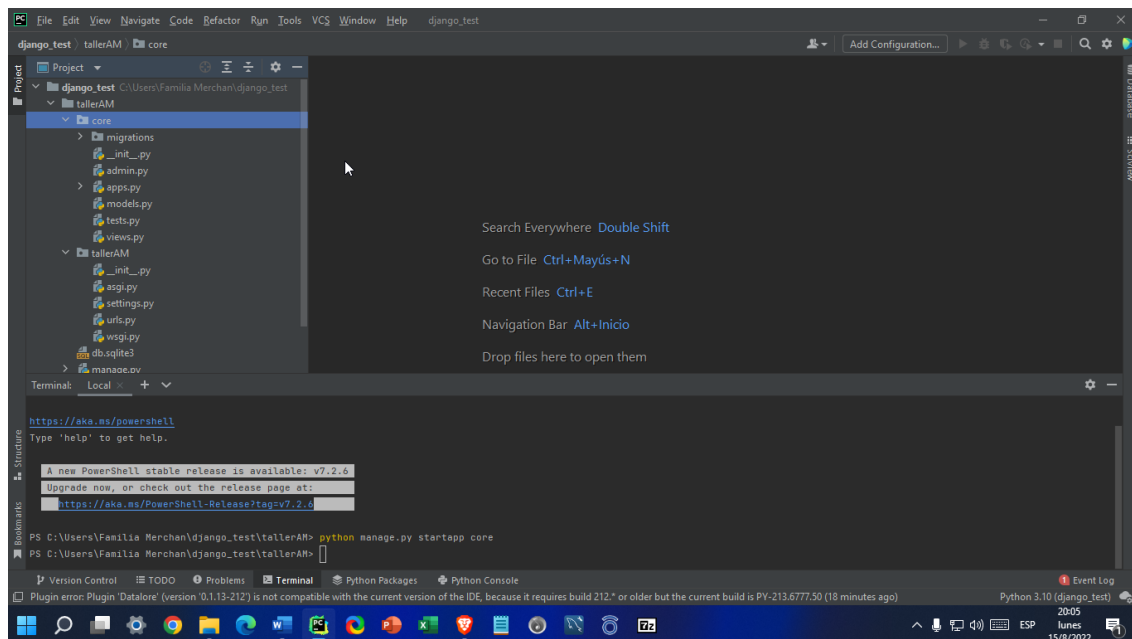 PC File Edit View Navigate Code Refactor Run Tools VCS Window Help django_test
django_test tallerAM core Add Configuration...
Project
Project
django_test C:\Users\Familia Merchan\django_test
tallerAM
core
migrations
__init__.py
admin.py
apps.py
models.py
tests.py
views.py
tallerAM
__init__.py
asgi.py
settings.py
urls.py
wsgi.py
db.sqlite3
manage.py
Search Everywhere Double Shift
Go to File Ctrl+Mayús+N
Recent Files Ctrl+E
Navigation Bar Alt+Inicio
Drop files here to open them
Database
SciView
Terminal: Local
https://aka.ms/powershell
Type 'help' to get help.
A new PowerShell stable release is available: v7.2.6
Upgrade now, or check out the release page at:
https://aka.ms/PowerShell-Release?tag=v7.2.6
PS C:\Users\Familia Merchan\django_test\tallerAM> python manage.py startapp core
PS C:\Users\Familia Merchan\django_test\tallerAM>
Structure
Bookmarks
Version Control TODO Problems Terminal Python Packages Python Console 1 Event Log
Plugin error: Plugin 'Datalore' (version '0.1.13-212') is not compatible with the current version of the IDE, because it requires build 212.* or older but the current build is PY-213.6777.50 (18 minutes ago) Python 3.10 (django_test)
ESP
20:05
lunes
15/8/2022
1